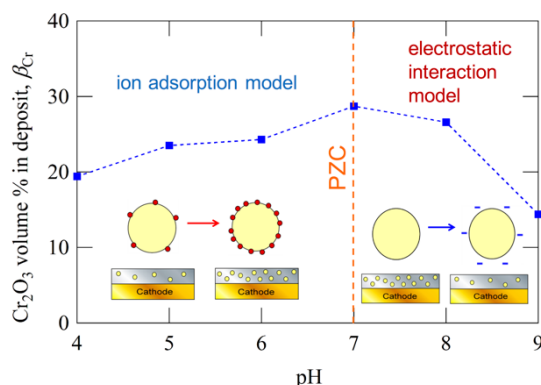 Cr₂O₃ volume % in deposit, β_Cr
40
30
20
10
0
ion adsorption model
electrostatic
interaction
model
PZC
Cathode
Cathode
Cathode
Cathode
-
-
-
-
-
-
4
5
6
7
8
9
pH